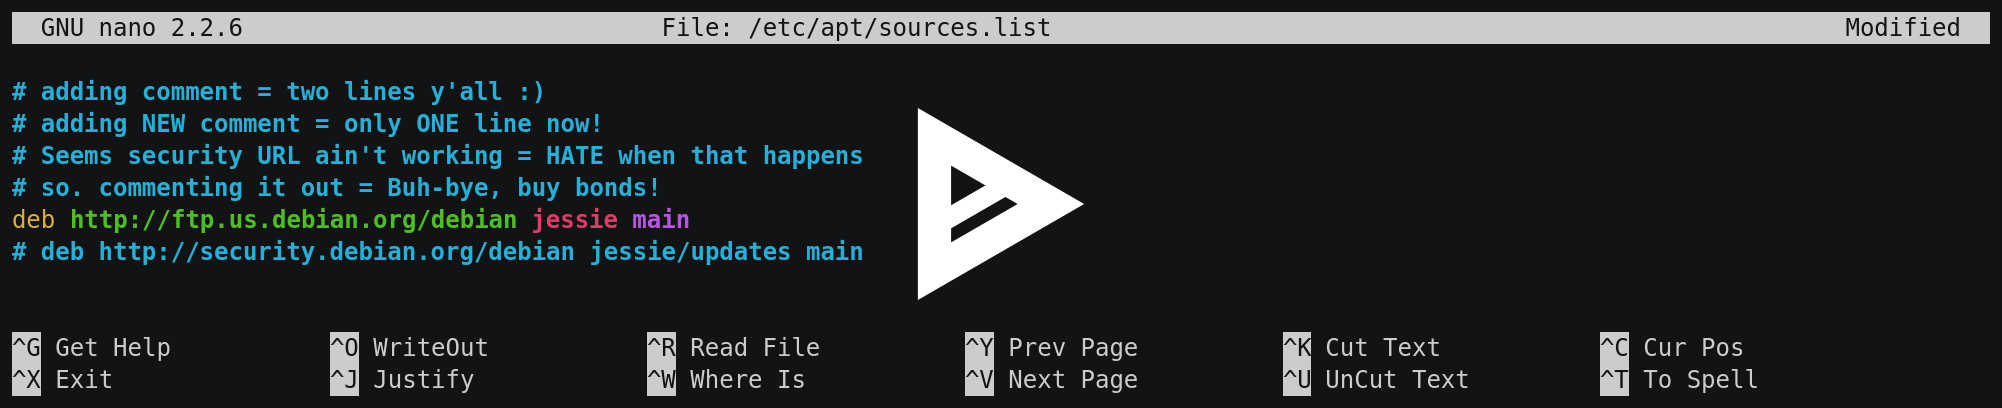 GNU nano 2.2.6 File: /etc/apt/sources.list Modified
# adding comment = two lines y'all :)
# adding NEW comment = only ONE line now!
# Seems security URL ain't working = HATE when that happens
# so. commenting it out = Buh-bye, buy bonds!
deb http://ftp.us.debian.org/debian jessie main
# deb http://security.debian.org/debian jessie/updates main
^G Get Help ^O WriteOut ^R Read File ^Y Prev Page ^K Cut Text ^C Cur Pos
^X Exit ^J Justify ^W Where Is ^V Next Page ^U UnCut Text ^T To Spell